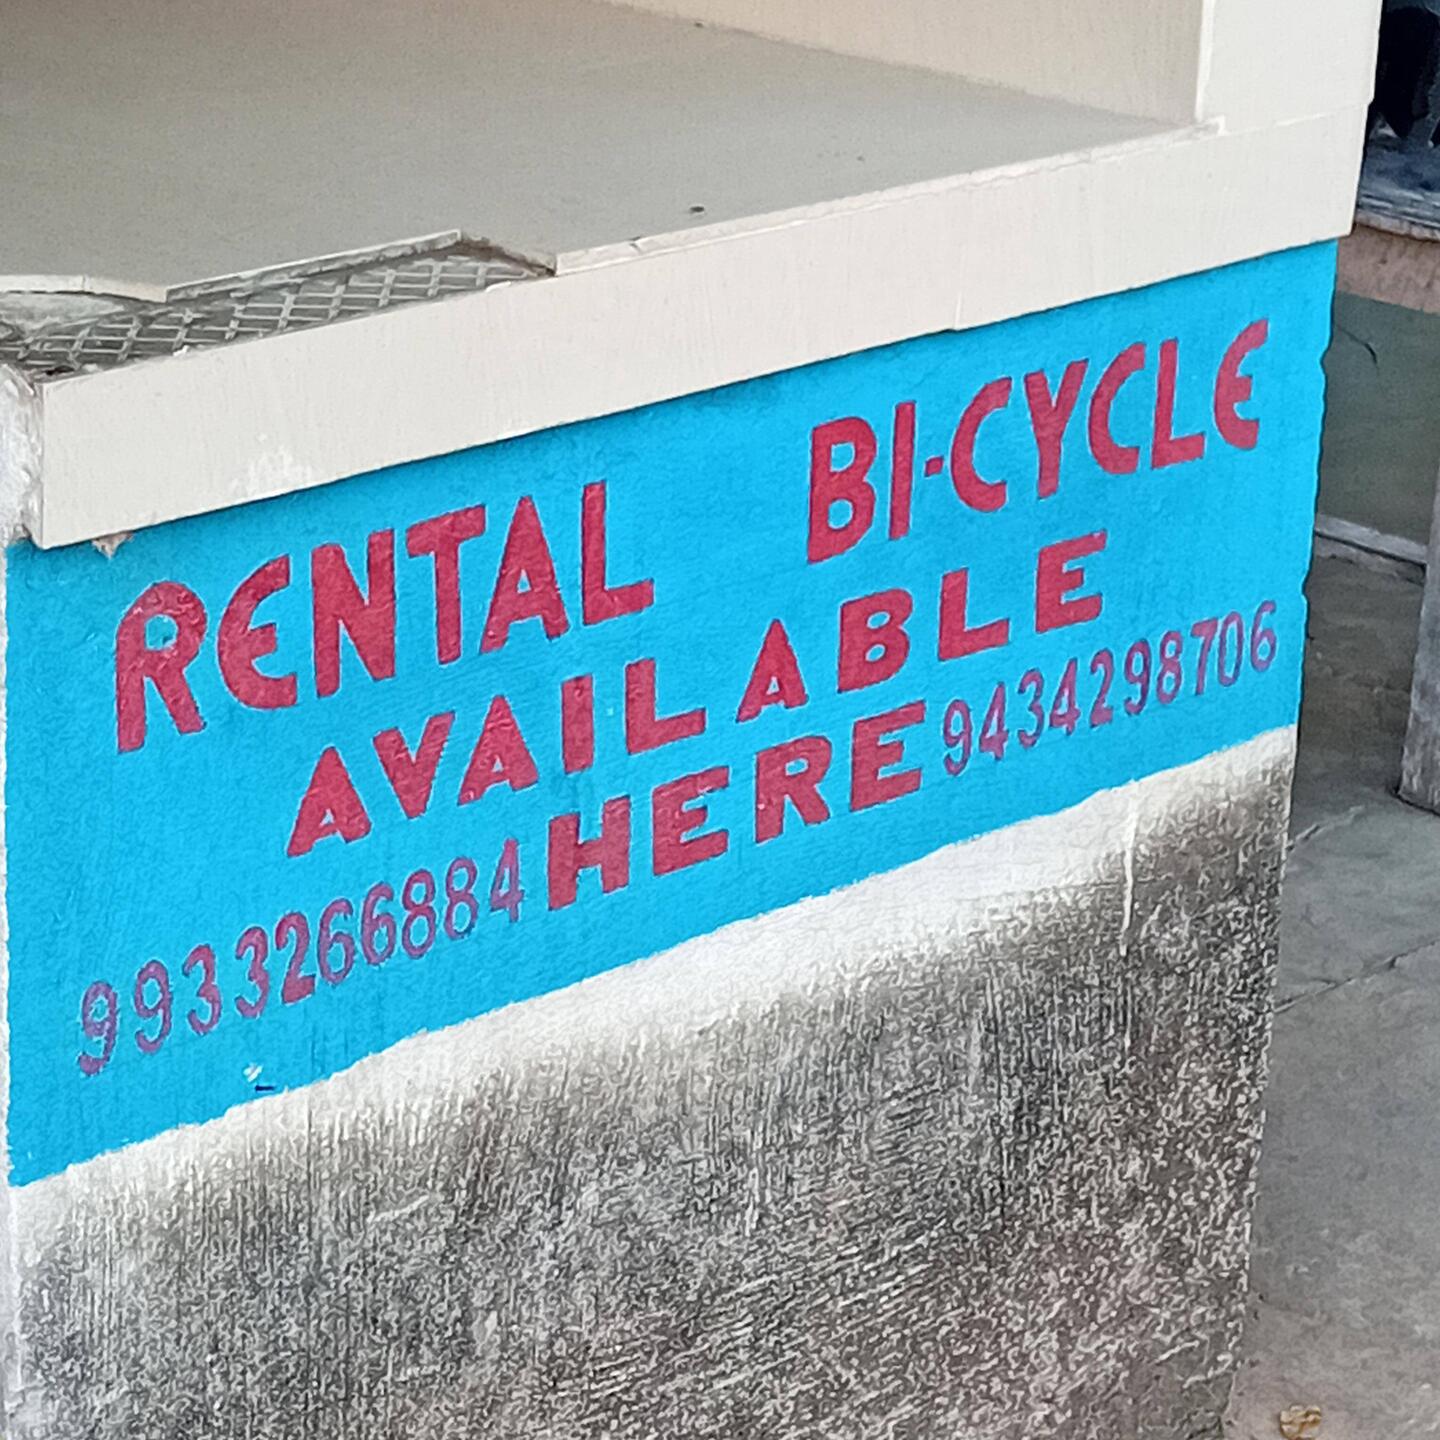 RENTAL BI-CYCLE
AVAILABLE
9933266884 HERE 9434298706